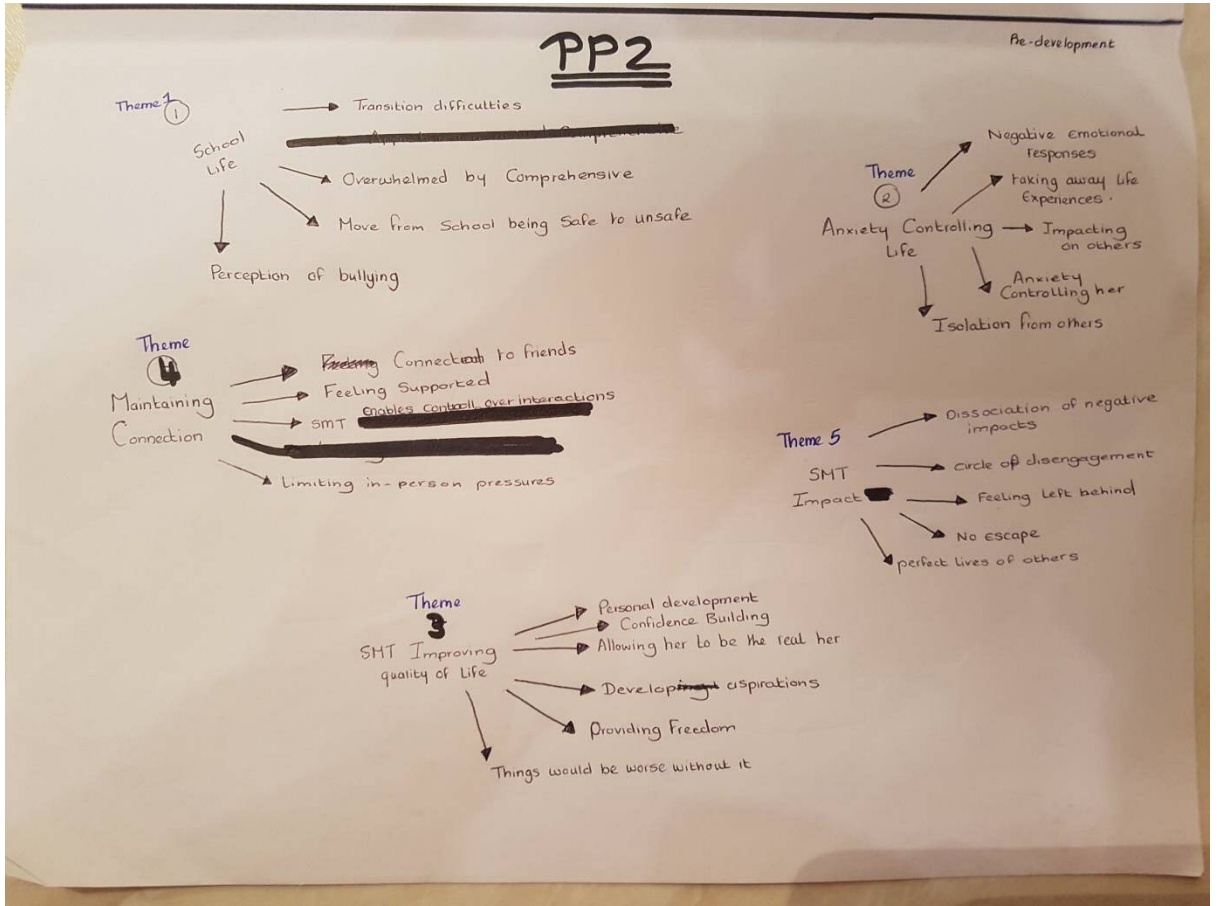 PP2
Pre-development
Theme 1
①
School
Life
Transition difficulties
Overwhelmed by Comprehensive
Move from School being Safe to unsafe
Perception of bullying
Theme
②
Anxiety Controlling
Life
Negative Emotional
responses
taking away Life
Experiences.
Impacting
on others
Anxiety
Controlling her
Isolation from others
Theme
4
Maintaining
Connection
Connection to friends
Feeling Supported
SMT enables controll over interactions
Limiting in-person pressures
Theme 5
SMT
Impact
Dissociation of negative
impacts
circle of disengagement
Feeling left behind
No Escape
perfect Lives of others
Theme
3
SMT Improving
quality of Life
Personal development
Confidence Building
Allowing her to be the real her
Develop aspirations
Providing Freedom
Things would be worse without it